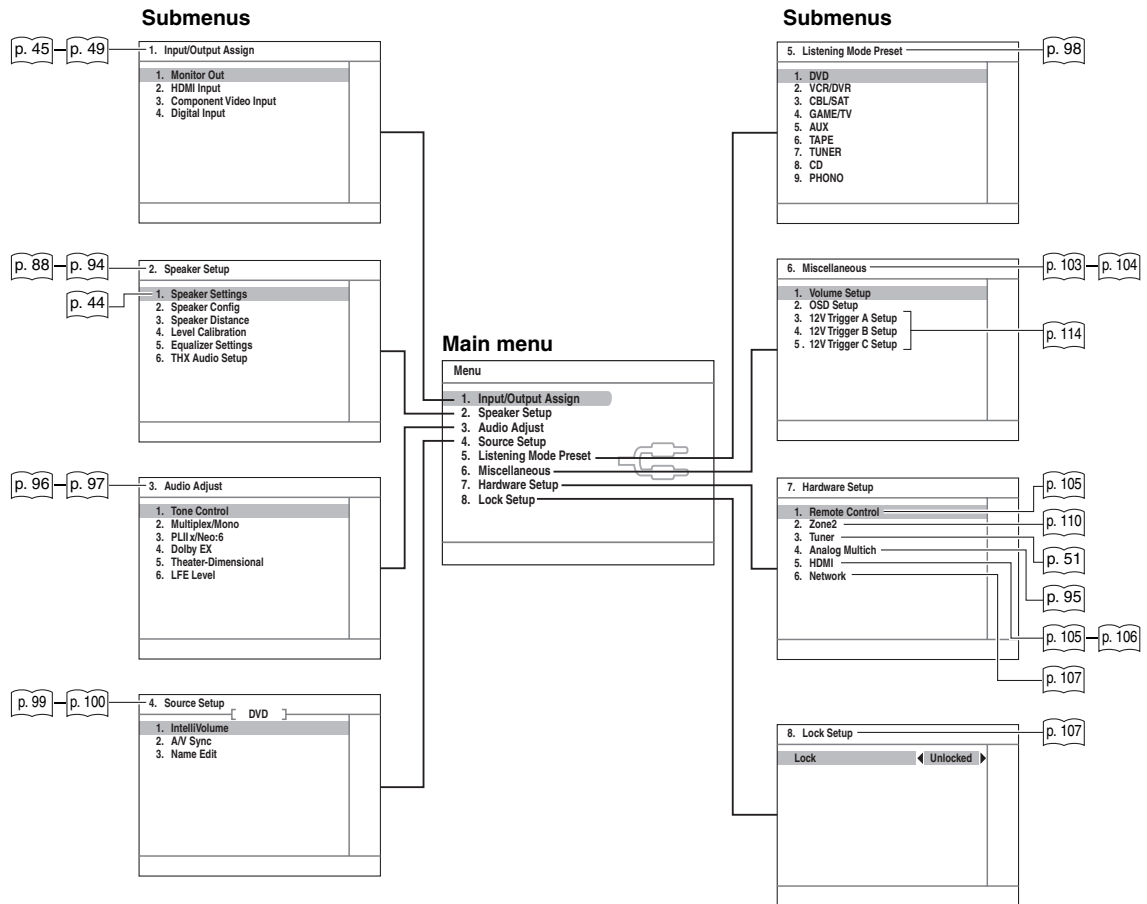 Submenus
p. 45 – p. 49
1. Input/Output Assign
1. Monitor Out
2. HDMI Input
3. Component Video Input
4. Digital Input
p. 88 – p. 94
2. Speaker Setup
p. 44
1. Speaker Settings
2. Speaker Config
3. Speaker Distance
4. Level Calibration
5. Equalizer Settings
6. THX Audio Setup
p. 96 – p. 97
3. Audio Adjust
1. Tone Control
2. Multiplex/Mono
3. PLII x/Neo:6
4. Dolby EX
5. Theater-Dimensional
6. LFE Level
p. 99 – p. 100
4. Source Setup
DVD
1. IntelliVolume
2. A/V Sync
3. Name Edit
Main menu
Menu
1. Input/Output Assign
2. Speaker Setup
3. Audio Adjust
4. Source Setup
5. Listening Mode Preset
6. Miscellaneous
7. Hardware Setup
8. Lock Setup
Submenus
5. Listening Mode Preset
p. 98
1. DVD
2. VCR/DVR
3. CBL/SAT
4. GAME/TV
5. AUX
6. TAPE
7. TUNER
8. CD
9. PHONO
6. Miscellaneous
p. 103 – p. 104
1. Volume Setup
2. OSD Setup
3. 12V Trigger A Setup
4. 12V Trigger B Setup
5 . 12V Trigger C Setup
p. 114
7. Hardware Setup
1. Remote Control
2. Zone2
3. Tuner
4. Analog Multich
5. HDMI
6. Network
p. 105
p. 110
p. 51
p. 95
p. 105 – p. 106
p. 107
8. Lock Setup
p. 107
Lock
Unlocked